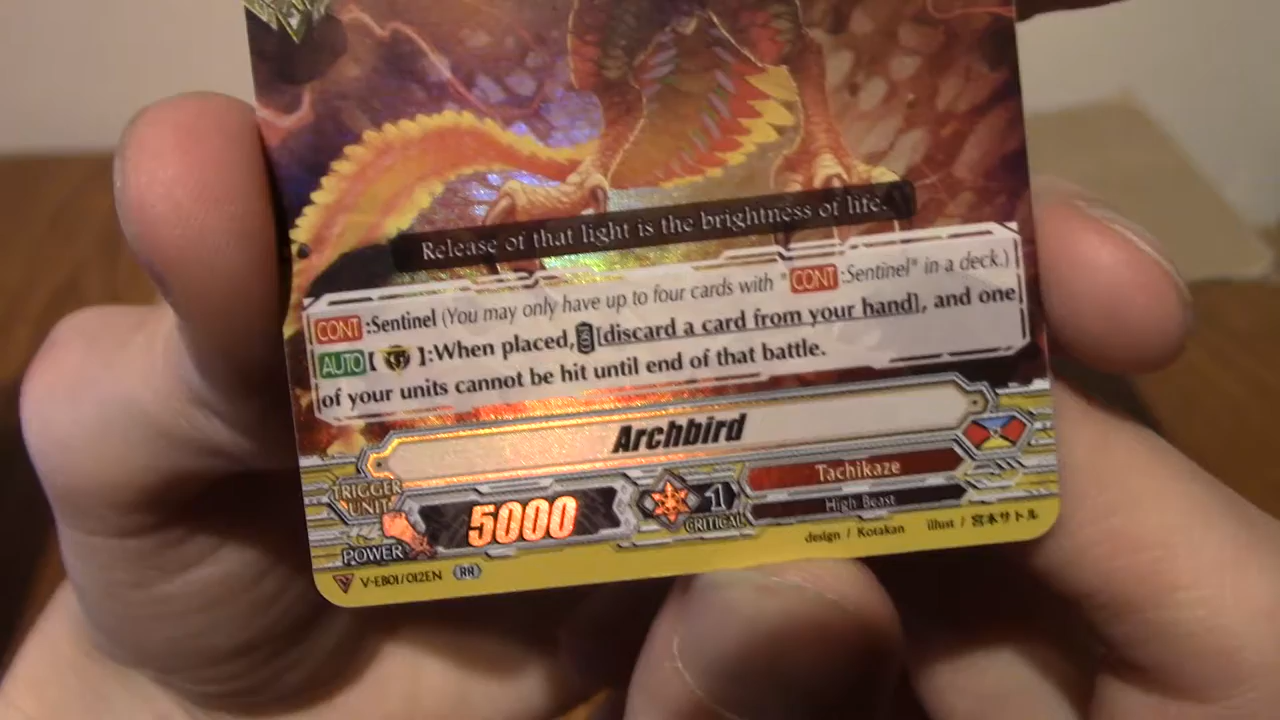 Release of that light is the brightness of life.
CONT:Sentinel (You may only have up to four cards with "CONT:Sentinel" in a deck.)
AUTO[ G ]:When placed, [discard a card from your hand], and one
of your units cannot be hit until end of that battle.
Archbird
TRIGGER
UNIT
5000
1
CRITICAL
Tachikaze
High Beast
POWER
design / Kotakan illust / 宮本サトル
V-EB01/012EN RR